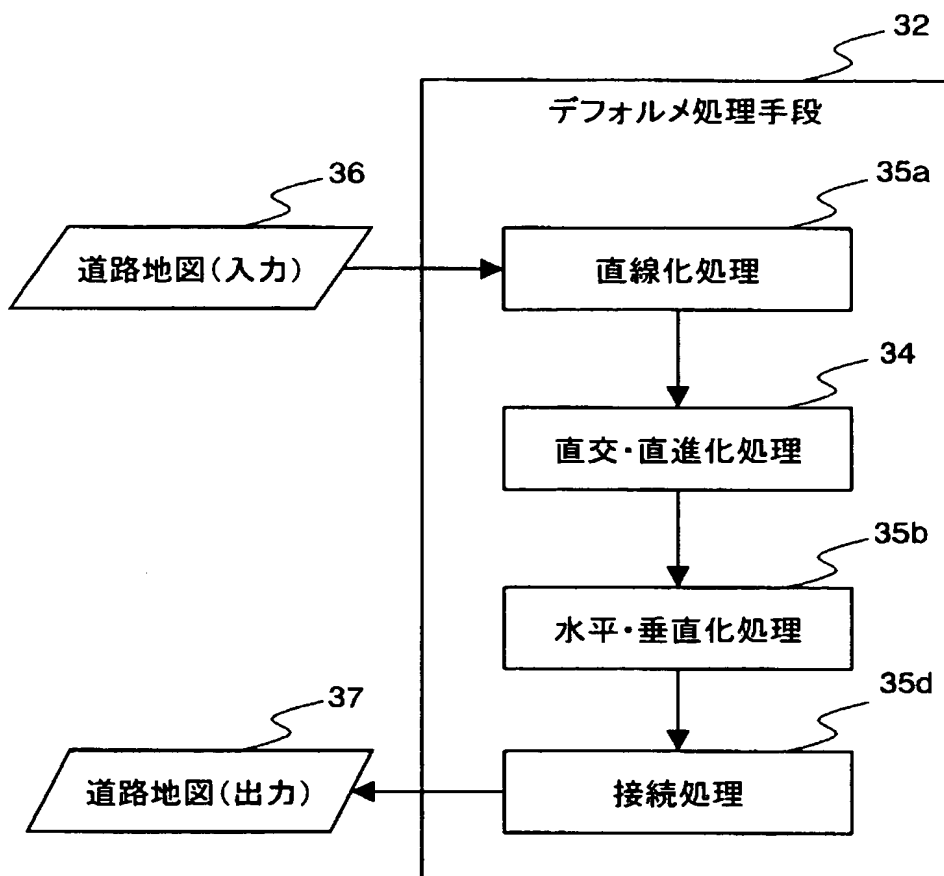 32
デフォルメ処理手段
36
35a
道路地図(入力)
直線化処理
34
直交・直進化処理
35b
水平・垂直化処理
37
35d
道路地図(出力)
接続処理